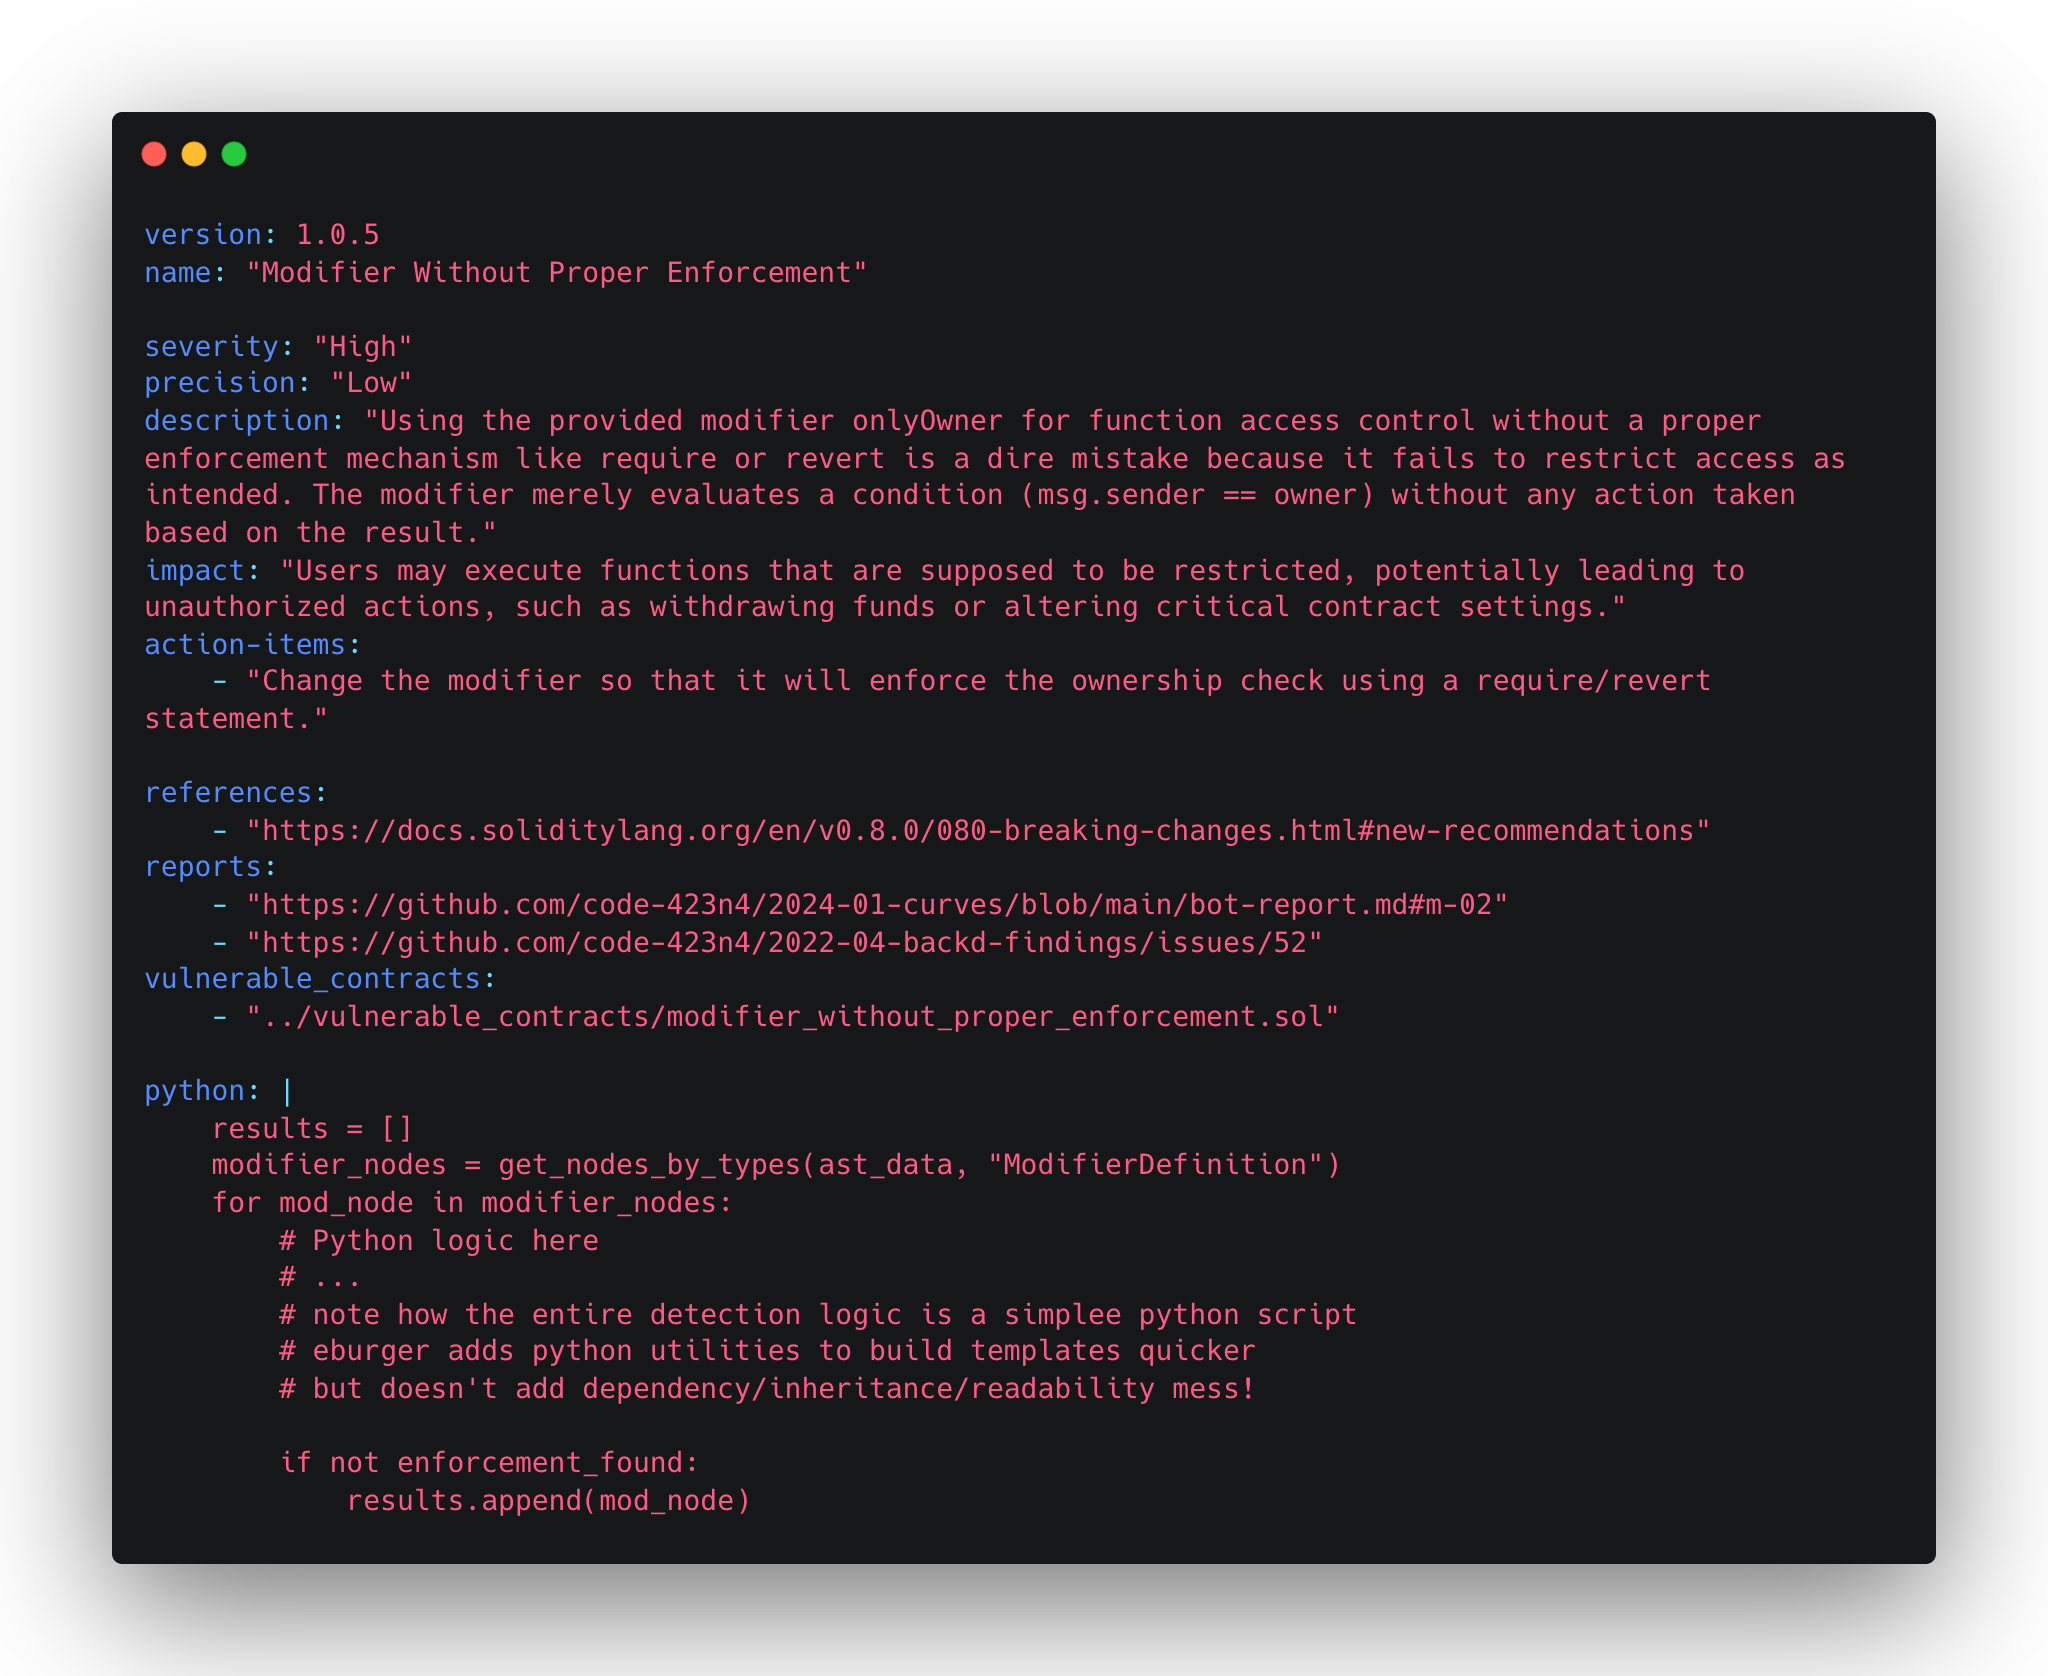 version: 1.0.5
name: "Modifier Without Proper Enforcement"
severity: "High"
precision: "Low"
description: "Using the provided modifier onlyOwner for function access control without a proper
enforcement mechanism like require or revert is a dire mistake because it fails to restrict access as
intended. The modifier merely evaluates a condition (msg.sender == owner) without any action taken
based on the result."
impact: "Users may execute functions that are supposed to be restricted, potentially leading to
unauthorized actions, such as withdrawing funds or altering critical contract settings."
action-items:
    - "Change the modifier so that it will enforce the ownership check using a require/revert
statement."
references:
    - "https://docs.soliditylang.org/en/v0.8.0/080-breaking-changes.html#new-recommendations"
reports:
    - "https://github.com/code-423n4/2024-01-curves/blob/main/bot-report.md#m-02"
    - "https://github.com/code-423n4/2022-04-backd-findings/issues/52"
vulnerable_contracts:
    - "../vulnerable_contracts/modifier_without_proper_enforcement.sol"
python: |
    results = []
    modifier_nodes = get_nodes_by_types(ast_data, "ModifierDefinition")
    for mod_node in modifier_nodes:
        # Python logic here
        # ...
        # note how the entire detection logic is a simplee python script
        # eburger adds python utilities to build templates quicker
        # but doesn't add dependency/inheritance/readability mess!
        if not enforcement_found:
            results.append(mod_node)